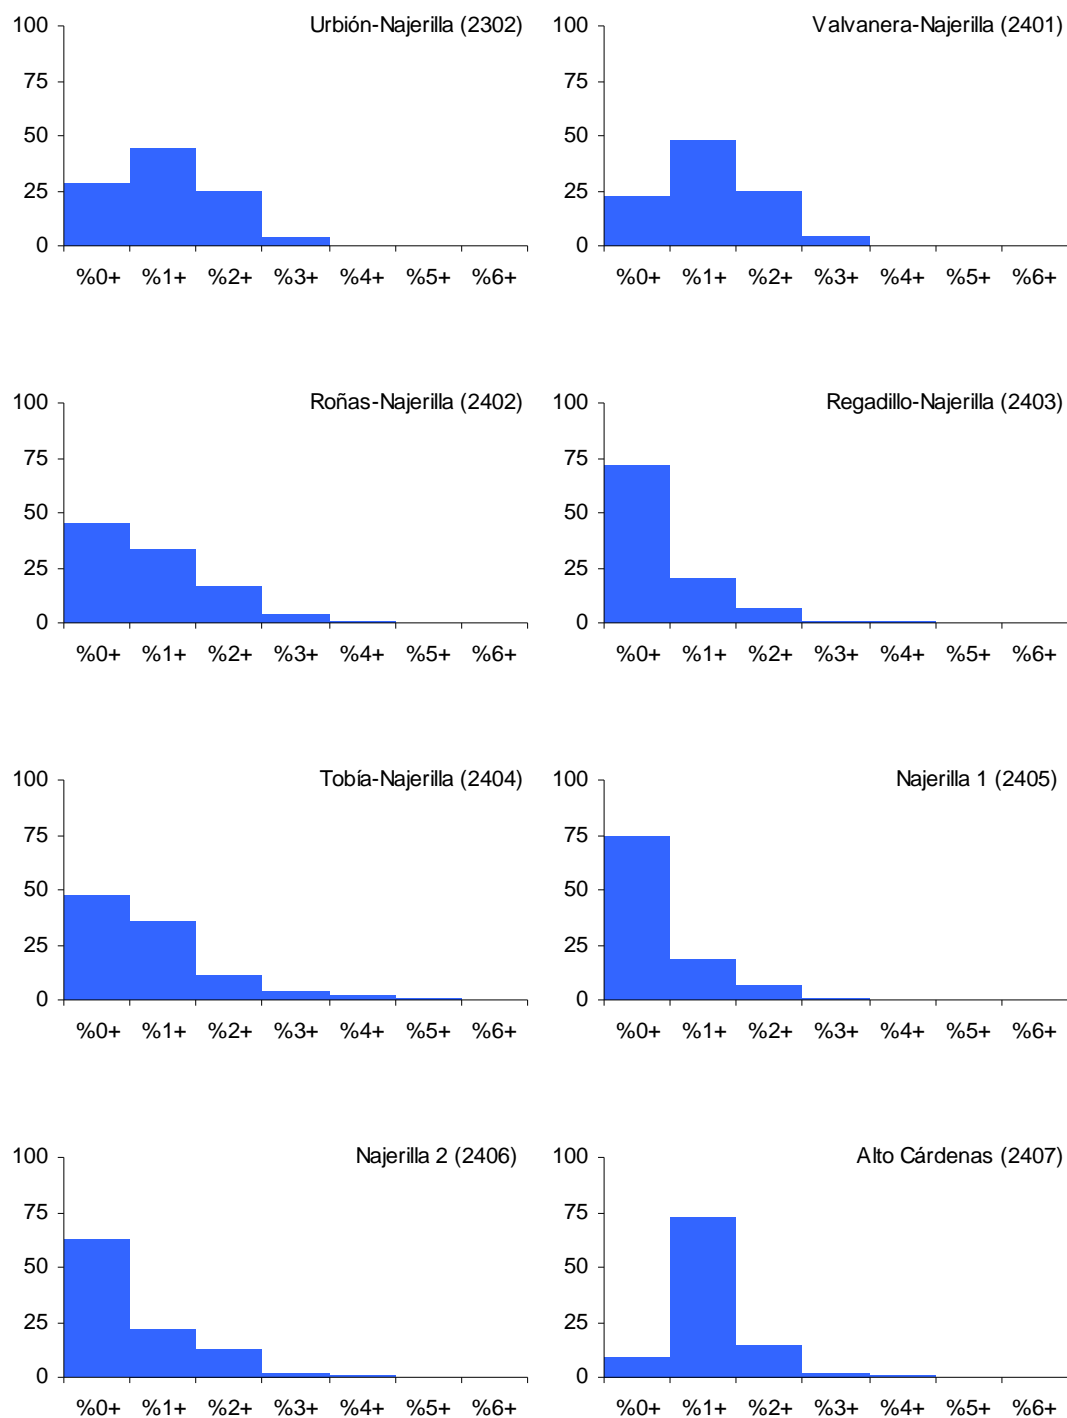 Urbión-Najerilla (2302)
100
75
50
25
0
%0+ %1+ %2+ %3+ %4+ %5+ %6+
Valvanera-Najerilla (2401)
100
75
50
25
0
%0+ %1+ %2+ %3+ %4+ %5+ %6+
Roñas-Najerilla (2402)
100
75
50
25
0
%0+ %1+ %2+ %3+ %4+ %5+ %6+
Regadillo-Najerilla (2403)
100
75
50
25
0
%0+ %1+ %2+ %3+ %4+ %5+ %6+
Tobía-Najerilla (2404)
100
75
50
25
0
%0+ %1+ %2+ %3+ %4+ %5+ %6+
Najerilla 1 (2405)
100
75
50
25
0
%0+ %1+ %2+ %3+ %4+ %5+ %6+
Najerilla 2 (2406)
100
75
50
25
0
%0+ %1+ %2+ %3+ %4+ %5+ %6+
Alto Cárdenas (2407)
100
75
50
25
0
%0+ %1+ %2+ %3+ %4+ %5+ %6+